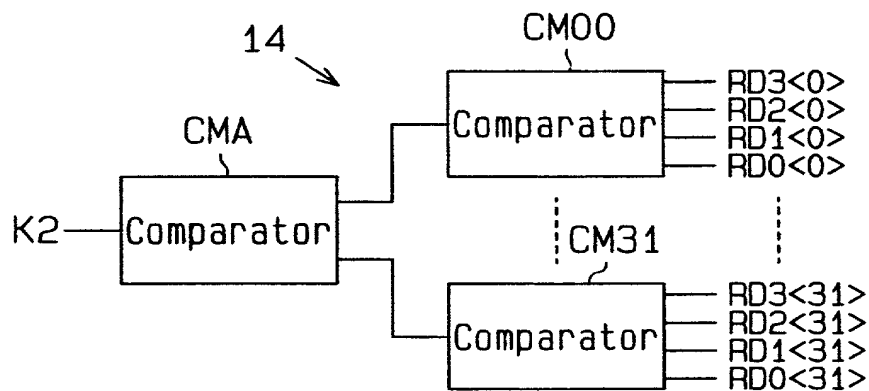 14
CM00
Comparator
RD3<0>
RD2<0>
RD1<0>
RD0<0>
CMA
K2
Comparator
CM31
Comparator
RD3<31>
RD2<31>
RD1<31>
RD0<31>